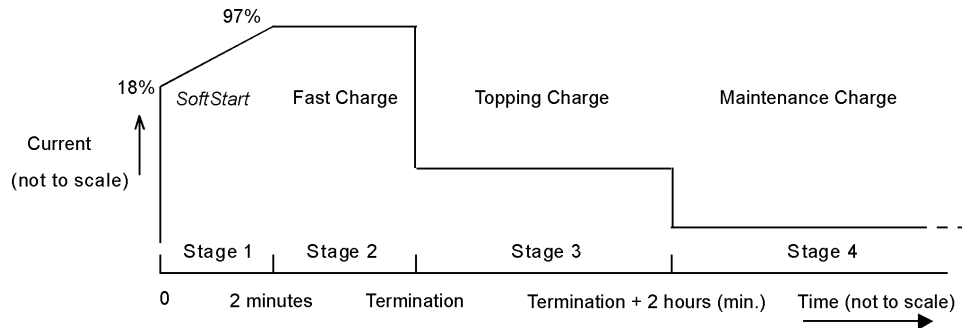 97%
18%
SoftStart
Fast Charge
Topping Charge
Maintenance Charge
Current
(not to scale)
Stage 1
Stage 2
Stage 3
Stage 4
0
2 minutes
Termination
Termination + 2 hours (min.)
Time (not to scale)